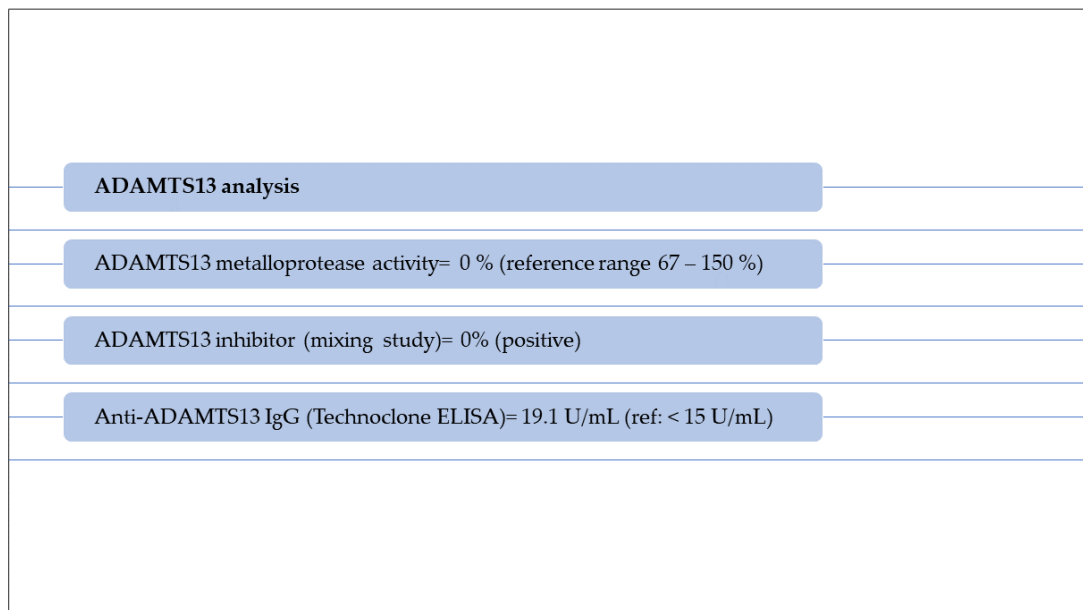 ADAMTS13 analysis
ADAMTS13 metalloprotease activity= 0 % (reference range 67 – 150 %)
ADAMTS13 inhibitor (mixing study)= 0% (positive)
Anti-ADAMTS13 IgG (Technoclone ELISA)= 19.1 U/mL (ref: < 15 U/mL)